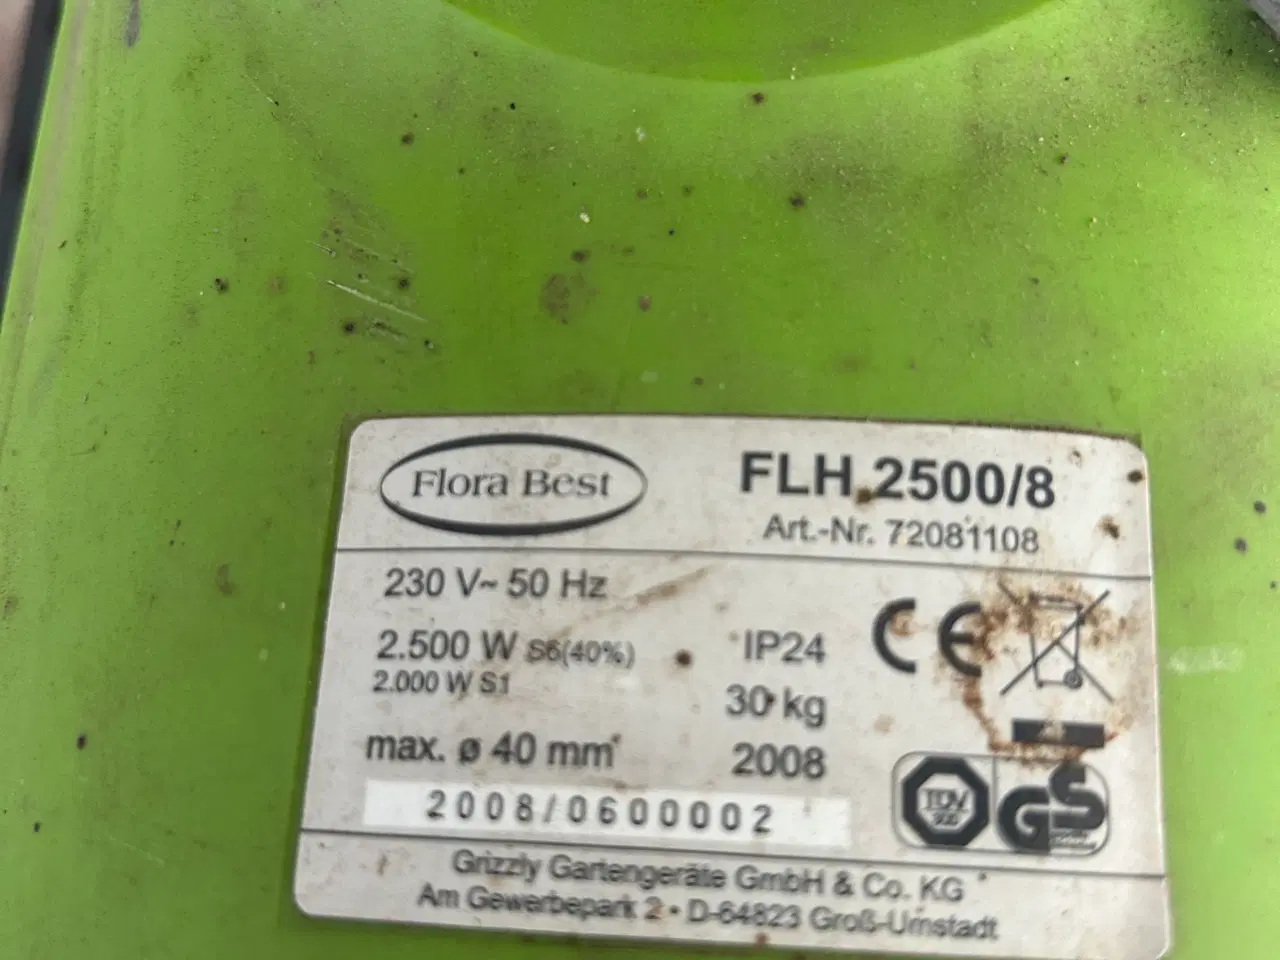 Flora Best
FLH 2500/8
Art.-Nr. 72081108
230 V~ 50 Hz
2.500 W S6(40%)
2.000 W S1
max. ø 40 mm
IP24
30 kg
2008
CE
2008/0600002
TÜV
GS
Grizzly Gartengeräte GmbH & Co. KG
Am Gewerbepark 2 • D-64823 Groß-Umstadt